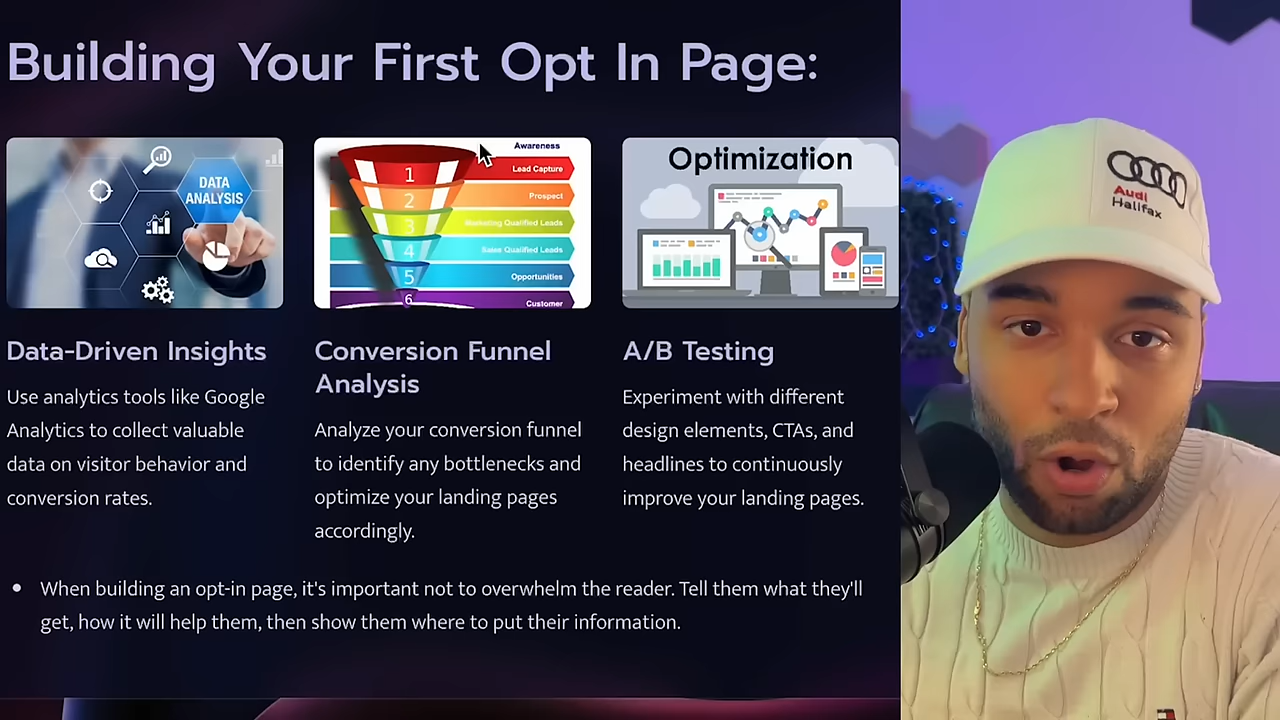 Building Your First Opt In Page:
DATA
ANALYSIS
Awareness
1
Lead Capture
2
Prospect
3
Marketing Qualified Leads
4
Sales Qualified Leads
5
Opportunities
6
Customer
Optimization
Data-Driven Insights
Use analytics tools like Google
Analytics to collect valuable
data on visitor behavior and
conversion rates.
Conversion Funnel
Analysis
Analyze your conversion funnel
to identify any bottlenecks and
optimize your landing pages
accordingly.
A/B Testing
Experiment with different
design elements, CTAs, and
headlines to continuously
improve your landing pages.
• When building an opt-in page, it's important not to overwhelm the reader. Tell them what they'll
get, how it will help them, then show them where to put their information.
Audi
Halifax